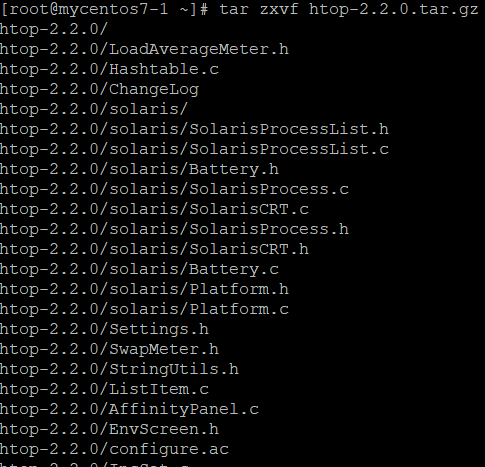 [root@mycentos7-1 ~]# tar zxvf htop-2.2.0.tar.gz
htop-2.2.0/
htop-2.2.0/LoadAverageMeter.h
htop-2.2.0/Hashtable.c
htop-2.2.0/ChangeLog
htop-2.2.0/solaris/
htop-2.2.0/solaris/SolarisProcessList.h
htop-2.2.0/solaris/SolarisProcessList.c
htop-2.2.0/solaris/Battery.h
htop-2.2.0/solaris/SolarisProcess.c
htop-2.2.0/solaris/SolarisCRT.c
htop-2.2.0/solaris/SolarisProcess.h
htop-2.2.0/solaris/SolarisCRT.h
htop-2.2.0/solaris/Battery.c
htop-2.2.0/solaris/Platform.h
htop-2.2.0/solaris/Platform.c
htop-2.2.0/Settings.h
htop-2.2.0/SwapMeter.h
htop-2.2.0/StringUtils.h
htop-2.2.0/ListItem.c
htop-2.2.0/AffinityPanel.c
htop-2.2.0/EnvScreen.h
htop-2.2.0/configure.ac